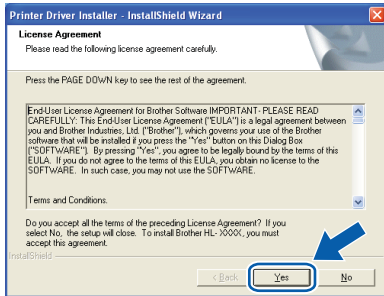 Printer Driver Installer - InstallShield Wizard
License Agreement
Please read the following license agreement carefully.
Press the PAGE DOWN key to see the rest of the agreement.
End-User License Agreement for Brother Software IMPORTANT- PLEASE READ
CAREFULLY: This End-User License Agreement ("EULA") is a legal agreement between
you and Brother Industries, Ltd. ("Brother"), which governs your use of the Brother
software that will be installed if you press the "Yes" button on this Dialog Box
("SOFTWARE"). By pressing "Yes", you agree to be legally bound by the terms of this
EULA. If you do not agree to the terms of this EULA, you obtain no license to the
SOFTWARE. In such case, you may not use the SOFTWARE.
Terms and Conditions.
Do you accept all the terms of the preceding License Agreement? If you
select No, the setup will close. To install Brother HL- XXXX, you must
accept this agreement.
InstallShield
< Back
Yes
No